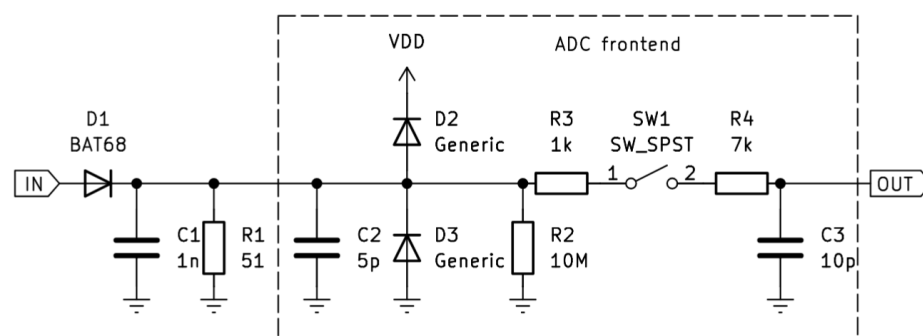 VDD
ADC frontend
D1
BAT68
D2
Generic
R3
1k
SW1
SW_SPST
R4
7k
IN
1
2
OUT
C1
1n
R1
51
C2
5p
D3
Generic
R2
10M
C3
10p